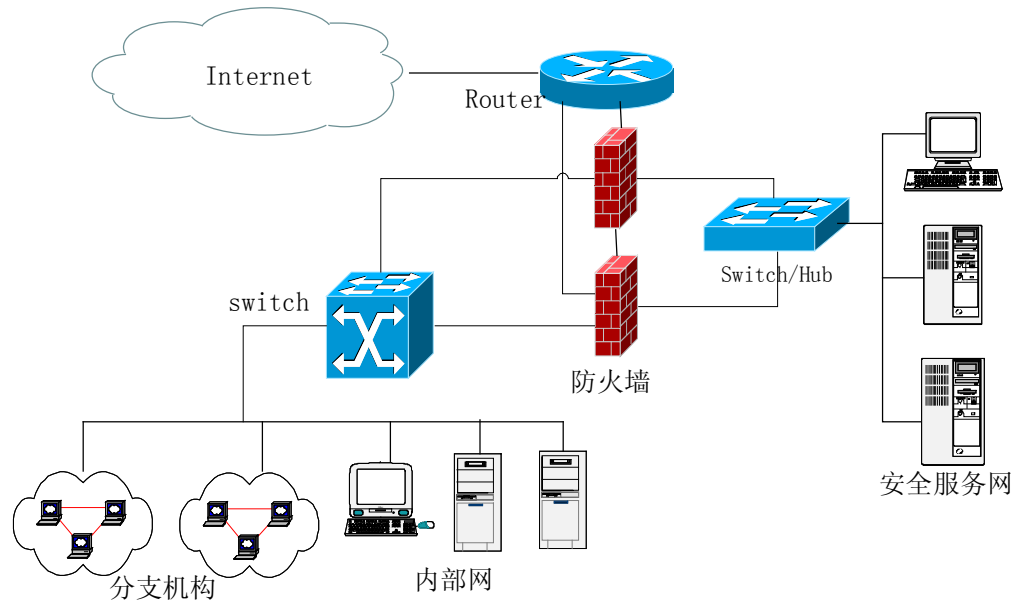 Internet
Router
Switch/Hub
switch
防火墙
安全服务网
分支机构
内部网